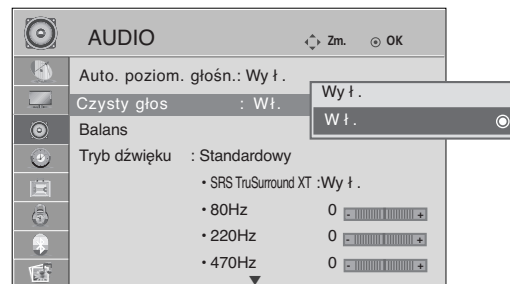 AUDIO Zm. OK
Auto. poziom. głośn.: Wył.
Czysty głos : Wł.
Wył.
Wł.
Balans
Tryb dźwięku : Standardowy
• SRS TruSurround XT :Wył.
• 80Hz 0 - +
• 220Hz 0 - +
• 470Hz 0 - +